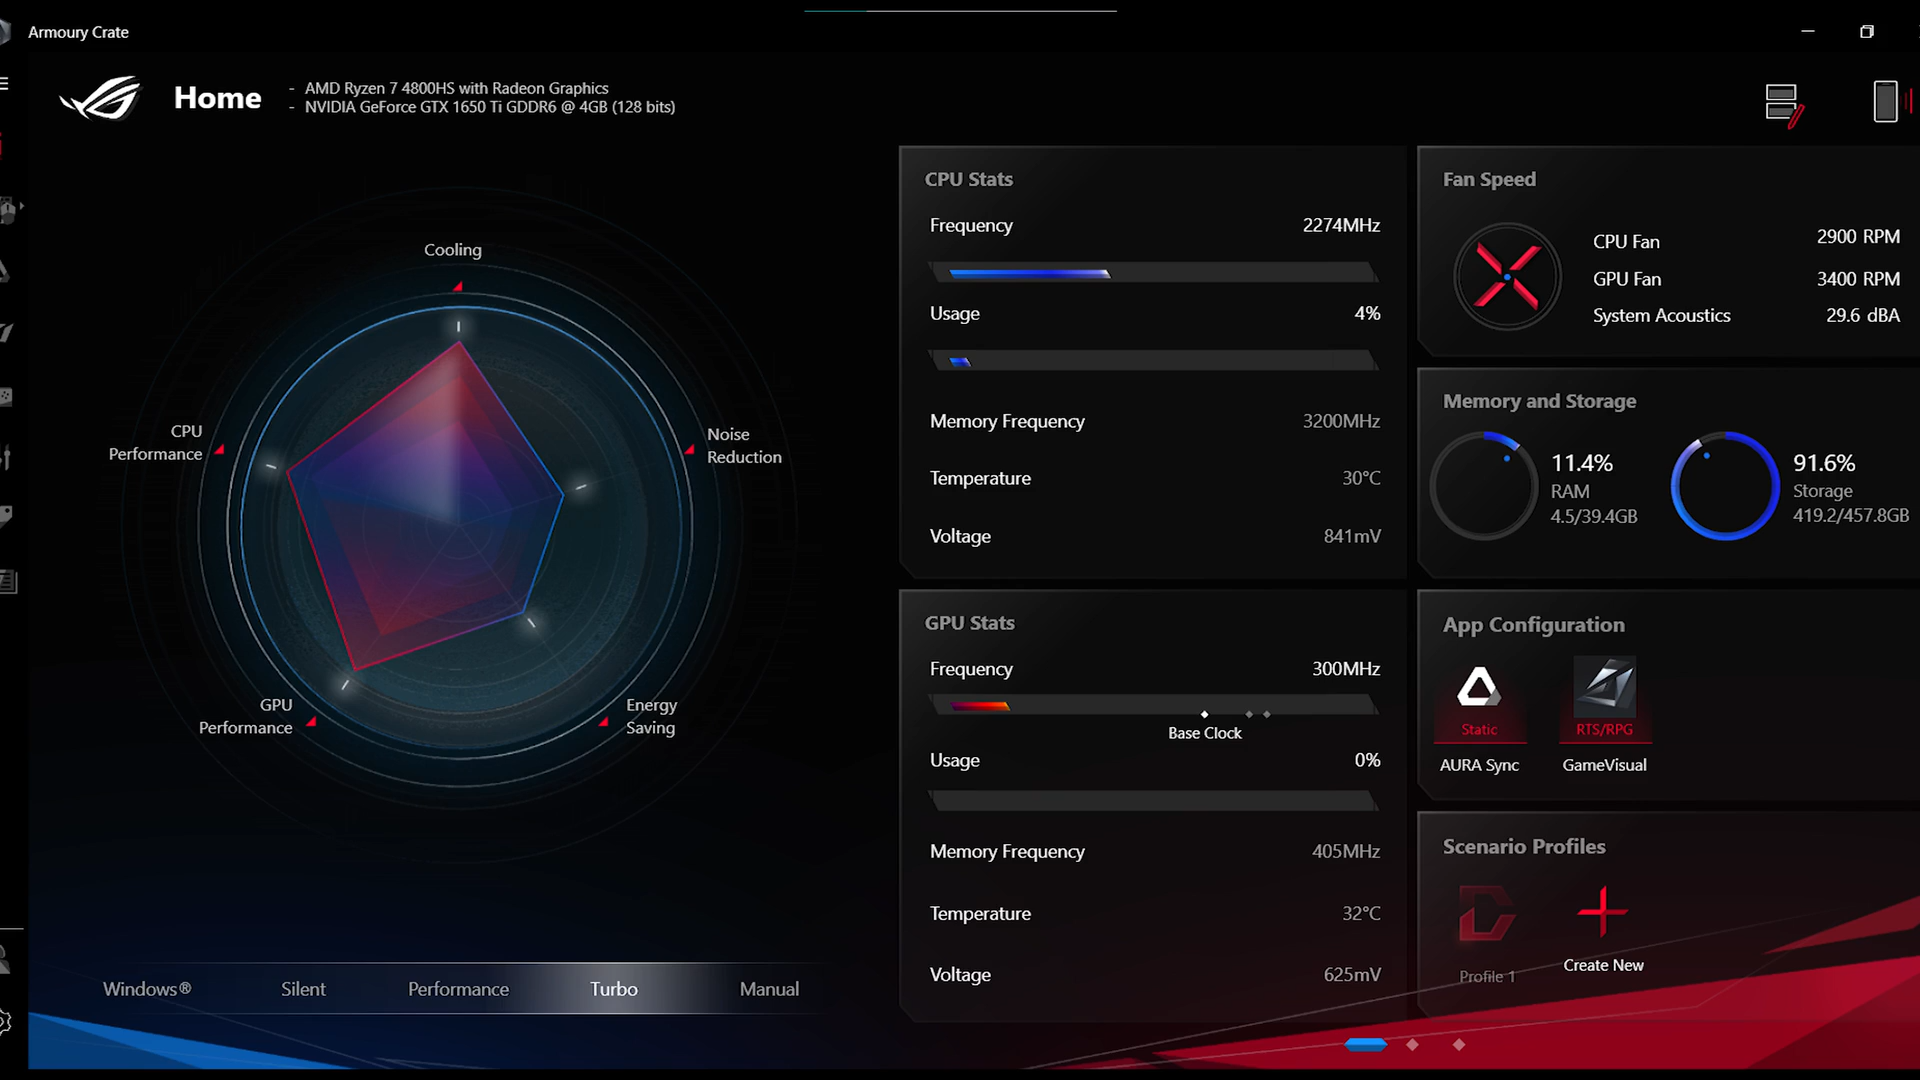 Armoury Crate
Home
- AMD Ryzen 7 4800HS with Radeon Graphics
- NVIDIA GeForce GTX 1650 Ti GDDR6 @ 4GB (128 bits)
Cooling
CPU
Performance
Noise
Reduction
GPU
Performance
Energy
Saving
Windows®
Silent
Performance
Turbo
Manual
CPU Stats
Frequency 2274MHz
Usage 4%
Memory Frequency 3200MHz
Temperature 30°C
Voltage 841mV
GPU Stats
Frequency 300MHz
Base Clock
Usage 0%
Memory Frequency 405MHz
Temperature 32°C
Voltage 625mV
Fan Speed
CPU Fan 2900 RPM
GPU Fan 3400 RPM
System Acoustics 29.6 dBA
Memory and Storage
11.4%
RAM
4.5/39.4GB
91.6%
Storage
419.2/457.8GB
App Configuration
Static
AURA Sync
RTS/RPG
GameVisual
Scenario Profiles
Profile 1
Create New